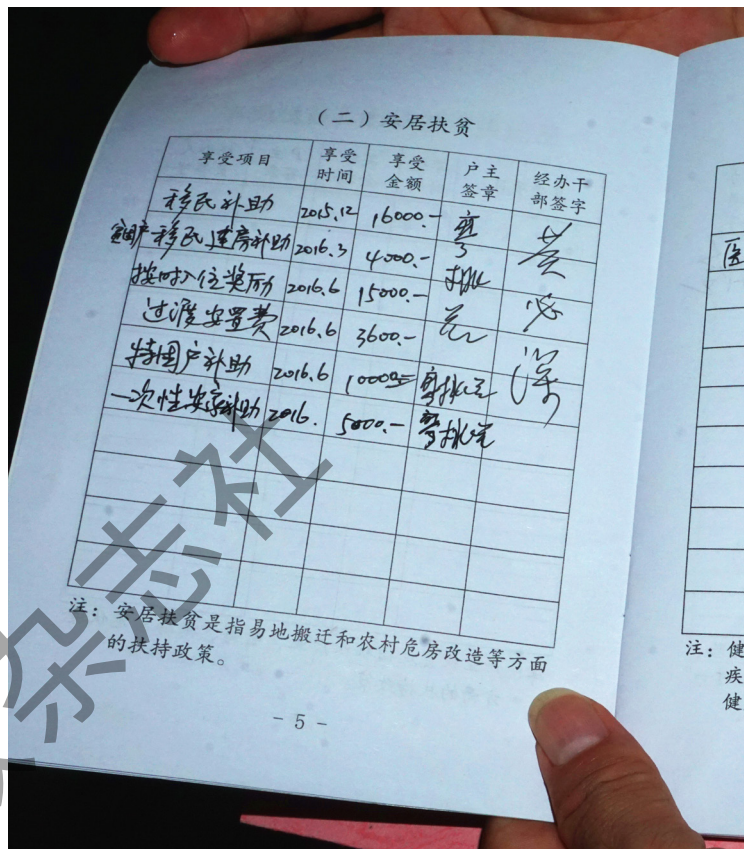 （二）安居扶贫
享受项目 享受时间 享受金额 户主签章 经办干部签字
移民补助 2015.12 16000.-
移民建房补助 2016.3 4000.-
按时入住奖励 2016.6 15000.-
过渡安置费 2016.6 3600.-
特困户补助 2016.6 10000.-
一次性安家补助 2016. 5000.-
注：安居扶贫是指易地搬迁和农村危房改造等方面
的扶持政策。
- 5 -
医
注：健
疾
健
杂志社